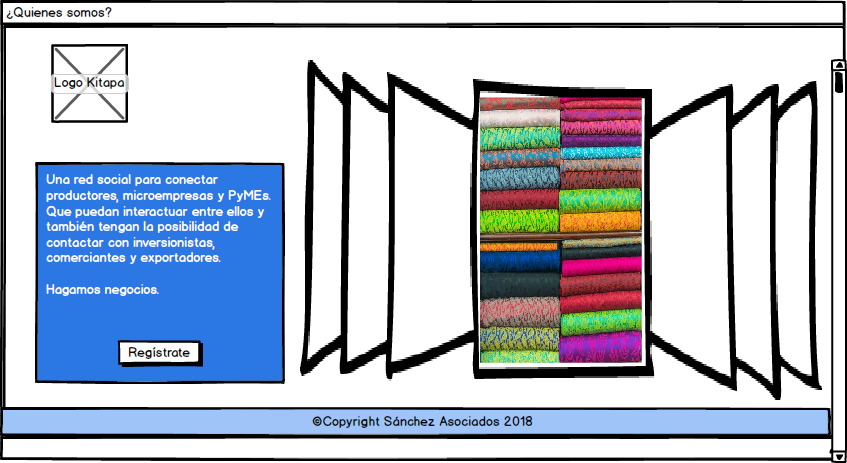 ¿Quienes somos?
Logo Kitapa
Una red social para conectar
productores, microempresas y PyMEs.
Que puedan interactuar entre ellos y
también tengan la posibilidad de
contactar con inversionistas,
comerciantes y exportadores.
Hagamos negocios.
Regístrate
©Copyright Sánchez Asociados 2018